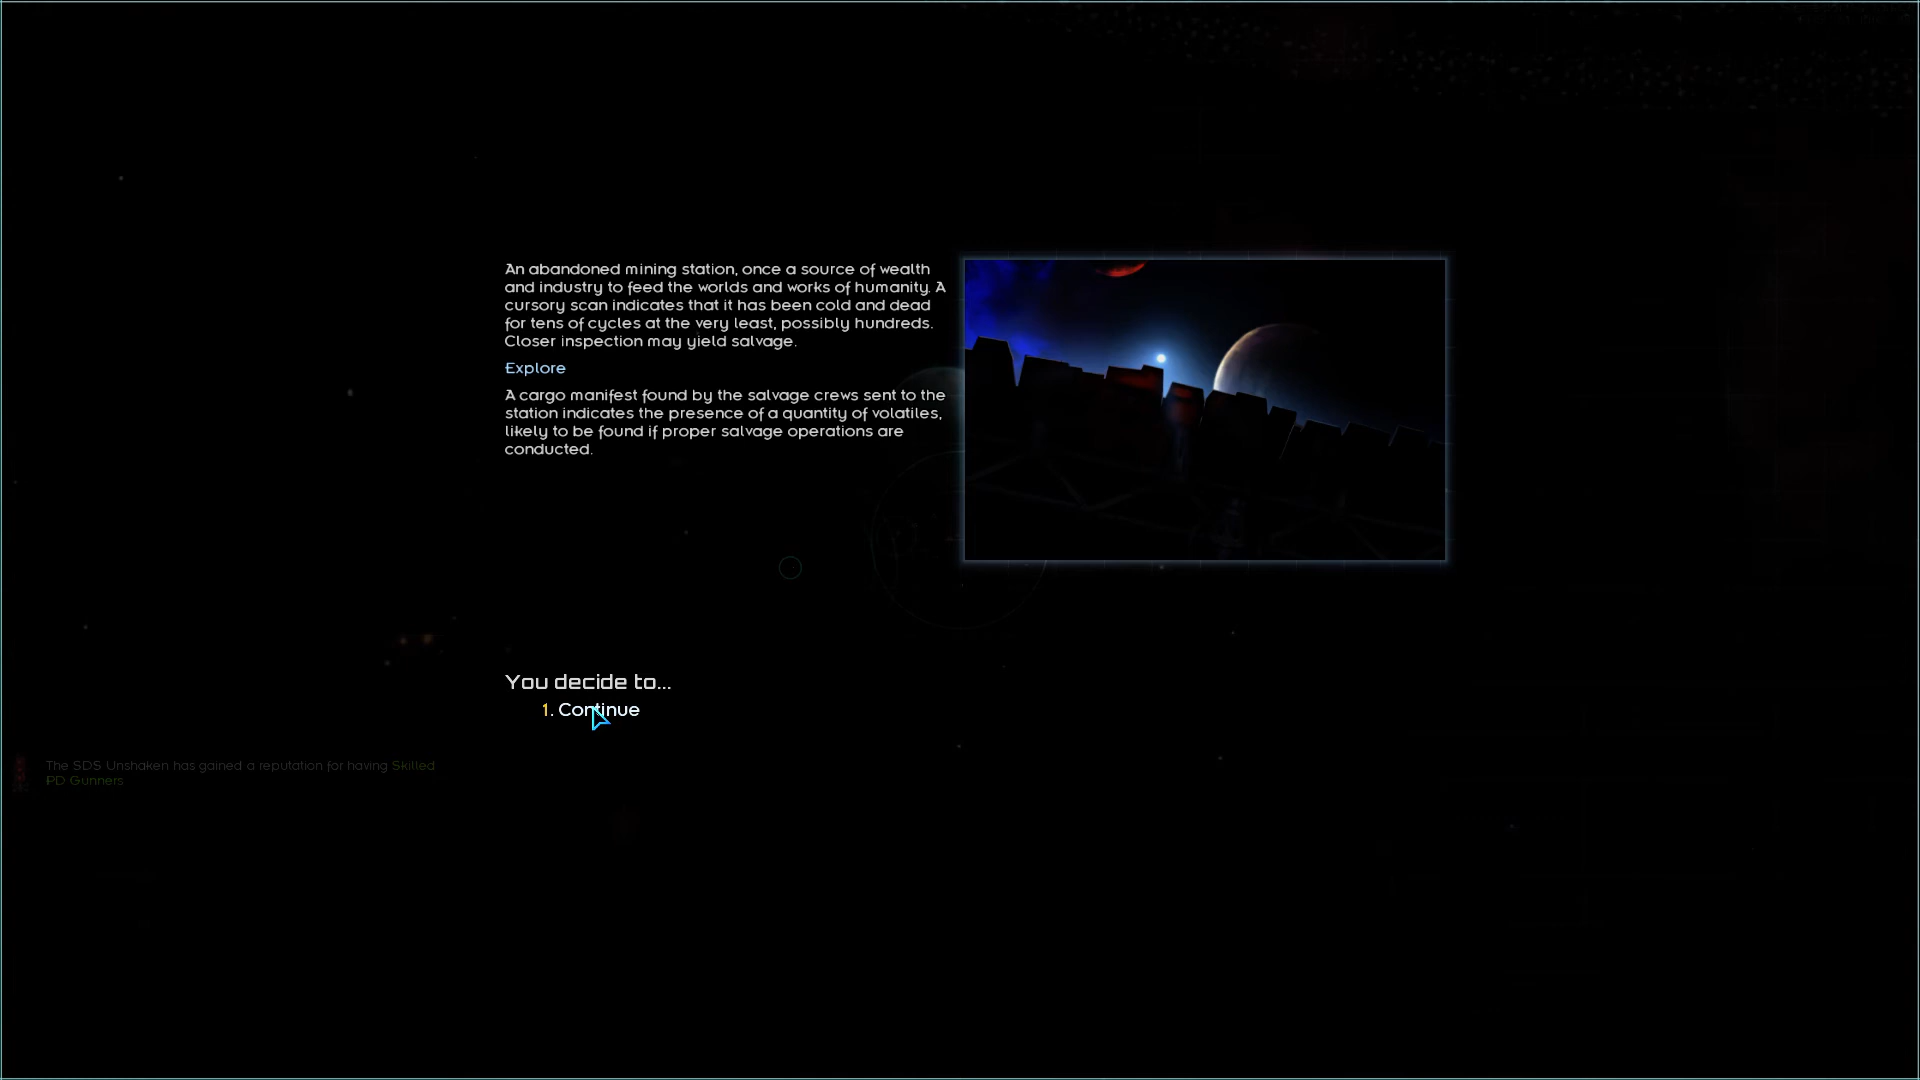 An abandoned mining station, once a source of wealth
and industry to feed the worlds and works of humanity. A
cursory scan indicates that it has been cold and dead
for tens of cycles at the very least, possibly hundreds.
Closer inspection may yield salvage.
Explore
A cargo manifest found by the salvage crews sent to the
station indicates the presence of a quantity of volatiles,
likely to be found if proper salvage operations are
conducted.
You decide to...
1. Continue
The SDS Unshaken has gained a reputation for having Skilled
PD Gunners